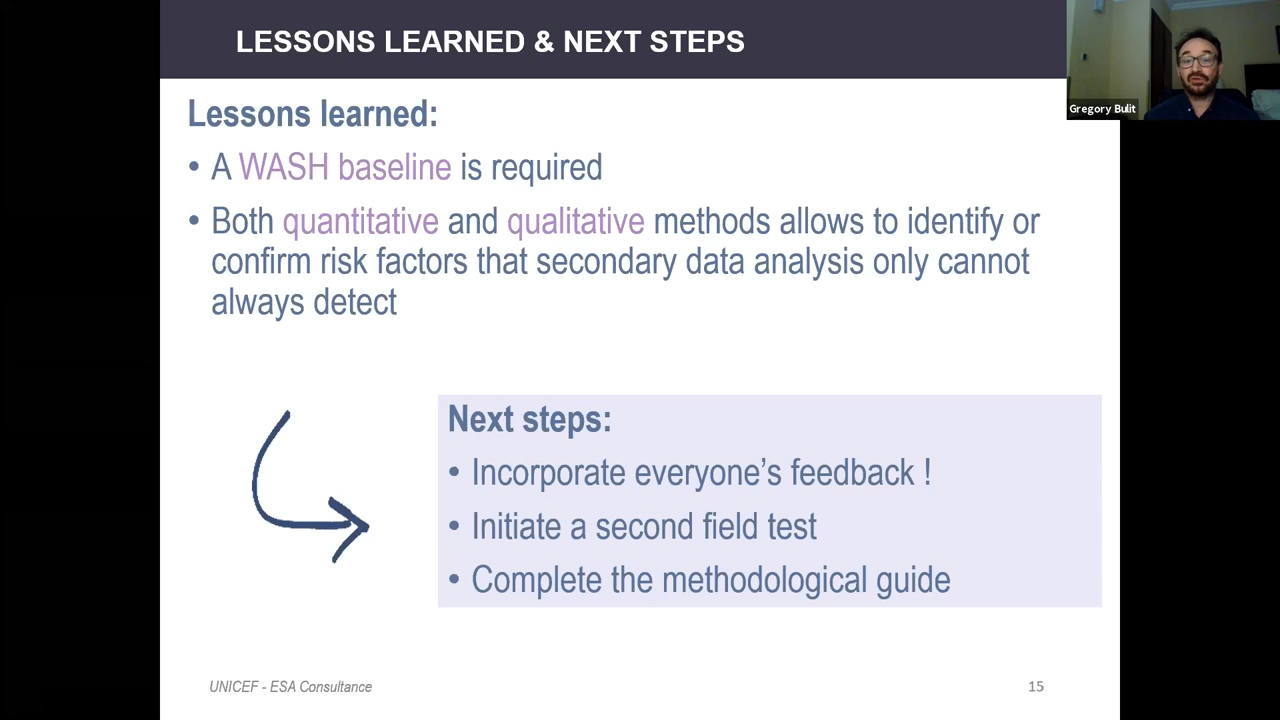 LESSONS LEARNED & NEXT STEPS
Gregory Bulit
Lessons learned:
• A WASH baseline is required
• Both quantitative and qualitative methods allows to identify or
confirm risk factors that secondary data analysis only cannot
always detect
Next steps:
• Incorporate everyone’s feedback !
• Initiate a second field test
• Complete the methodological guide
UNICEF - ESA Consultance
15